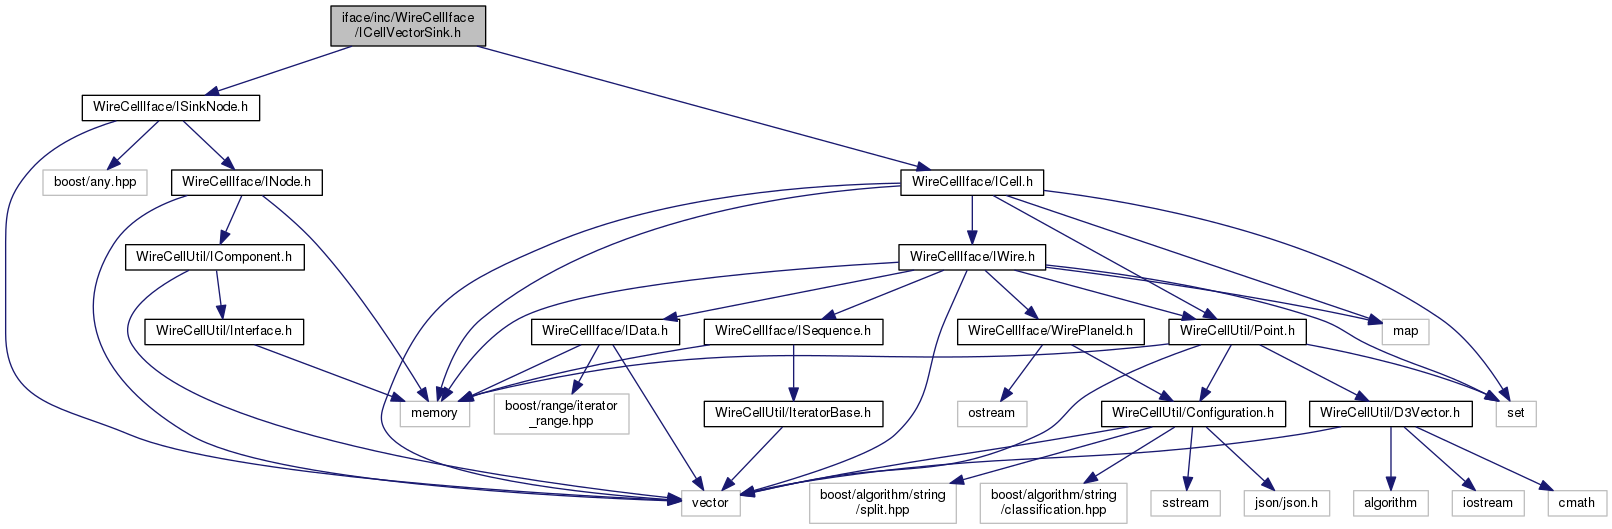 iface/inc/WireCellIface
/ICellVectorSink.h
WireCellIface/ISinkNode.h
boost/any.hpp
WireCellIface/INode.h
WireCellIface/ICell.h
WireCellUtil/IComponent.h
WireCellIface/IWire.h
WireCellUtil/Interface.h
WireCellIface/IData.h
WireCellIface/ISequence.h
WireCellIface/WirePlaneId.h
WireCellUtil/Point.h
map
memory
boost/range/iterator
_range.hpp
WireCellUtil/IteratorBase.h
ostream
WireCellUtil/Configuration.h
WireCellUtil/D3Vector.h
set
vector
boost/algorithm/string
/split.hpp
boost/algorithm/string
/classification.hpp
sstream
json/json.h
algorithm
iostream
cmath